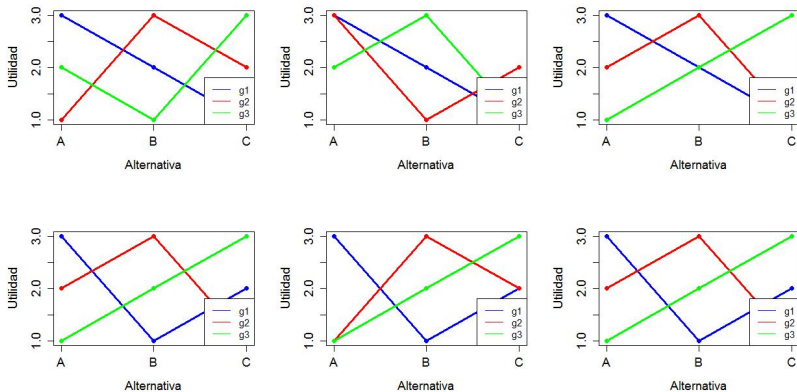 Utilidad
3.0
2.0
1.0
g1
g2
g3
A B C
Alternativa
Utilidad
3.0
2.0
1.0
g1
g2
g3
A B C
Alternativa
Utilidad
3.0
2.0
1.0
g1
g2
g3
A B C
Alternativa
Utilidad
3.0
2.0
1.0
g1
g2
g3
A B C
Alternativa
Utilidad
3.0
2.0
1.0
g1
g2
g3
A B C
Alternativa
Utilidad
3.0
2.0
1.0
g1
g2
g3
A B C
Alternativa